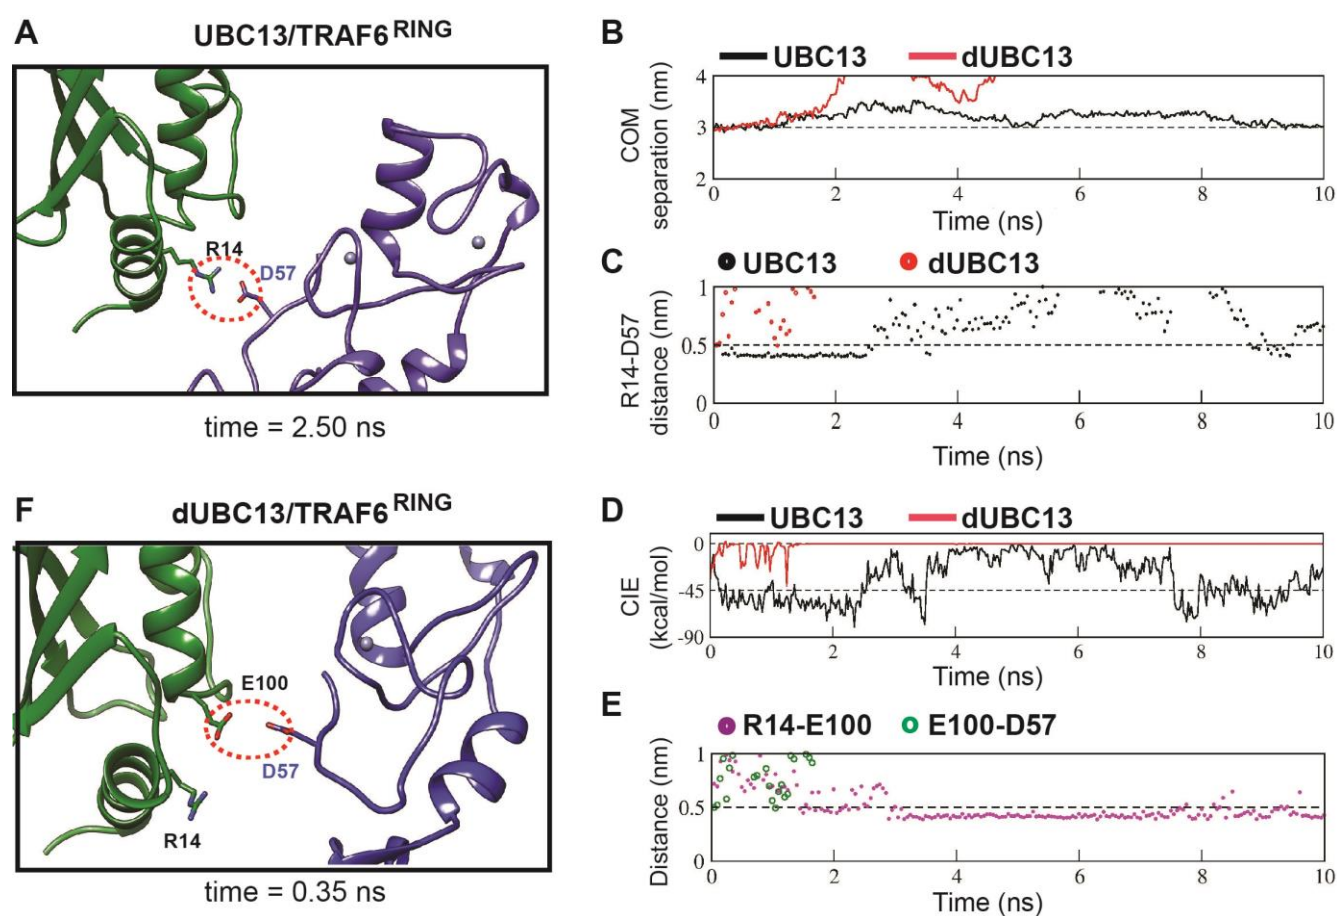 A
UBC13/TRAF6RING
R14
D57
time = 2.50 ns
B
UBC13 dUBC13
COM
separation (nm)
4
3
2
0 2 4 6 8 10
Time (ns)
C
UBC13 dUBC13
R14-D57
distance (nm)
1
0.5
0
0 2 4 6 8 10
Time (ns)
F
dUBC13/TRAF6RING
E100
D57
R14
time = 0.35 ns
D
UBC13 dUBC13
CIE
(kcal/mol)
0
-45
-90
0 2 4 6 8 10
Time (ns)
E
R14-E100 E100-D57
Distance (nm)
1
0.5
0
0 2 4 6 8 10
Time (ns)